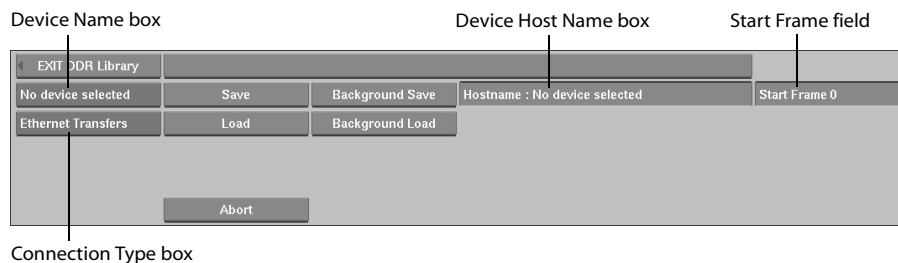 Device Name box
Device Host Name box
Start Frame field
EXIT DDR Library
No device selected
Save
Background Save
Hostname : No device selected
Start Frame 0
Ethernet Transfers
Load
Background Load
Abort
Connection Type box